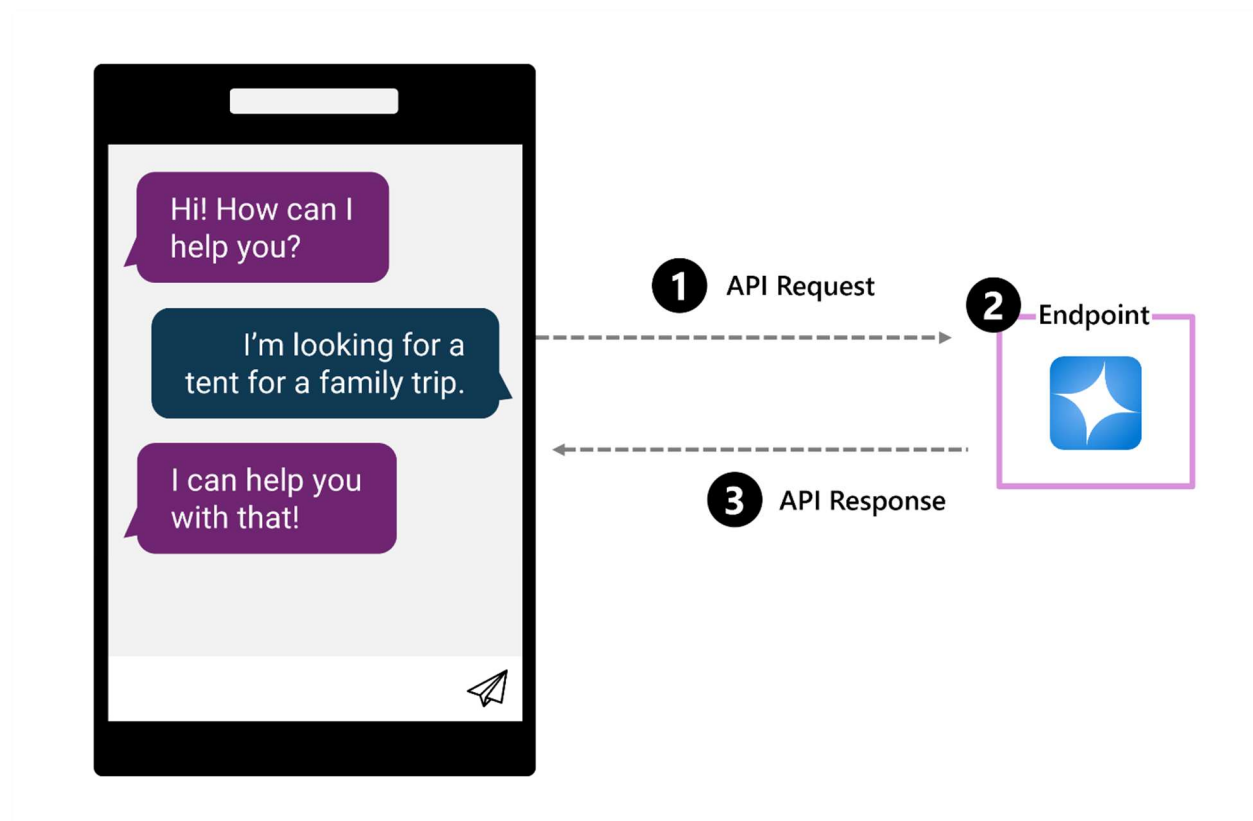 Hi! How can I
help you?
I’m looking for a
tent for a family trip.
I can help you
with that!
1 API Request
2 Endpoint
3 API Response